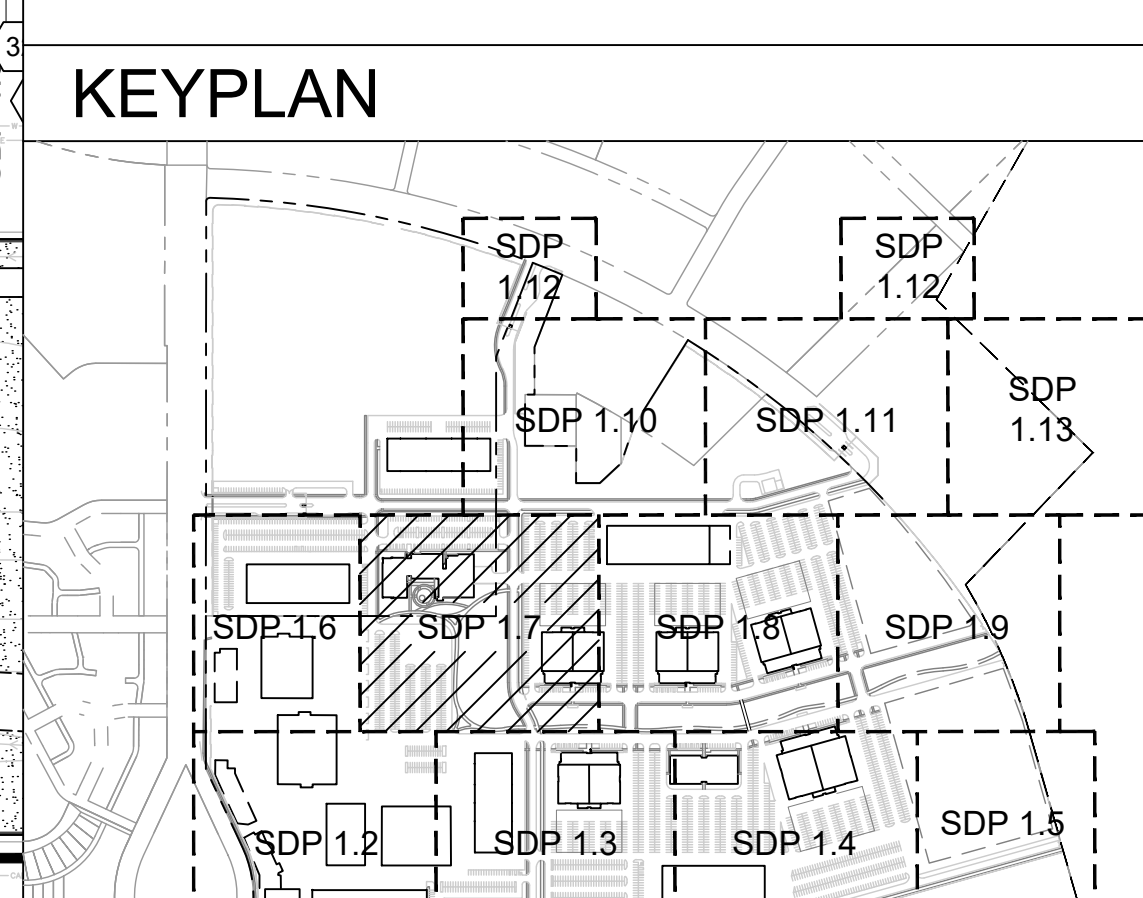 3
KEYPLAN
SDP
1.12
SDP
1.12
SDP
1.13
SDP 1.10
SDP 1.11
SDP 1.6
SDP 1.7
SDP 1.8
SDP 1.9
SDP 1.2
SDP 1.3
SDP 1.4
SDP 1.5